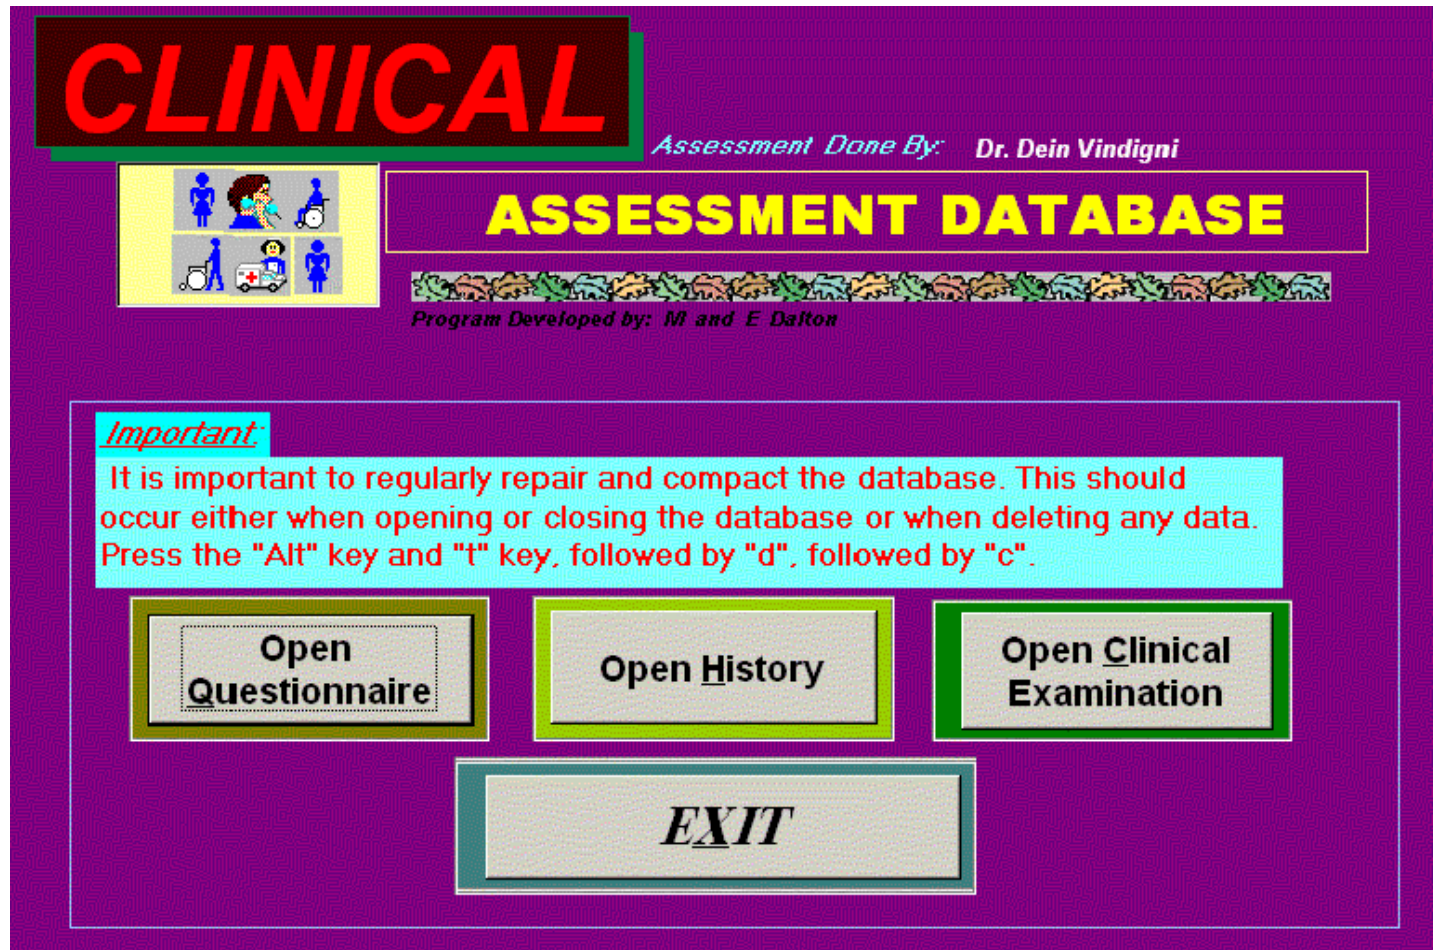 CLINICAL
Assessment Done By: Dr. Dein Vindigni
ASSESSMENT DATABASE
Program Developed by: M and E Dalton
Important:
It is important to regularly repair and compact the database. This should
occur either when opening or closing the database or when deleting any data.
Press the "Alt" key and "t" key, followed by "d", followed by "c".
Open
Questionnaire
Open History
Open Clinical
Examination
EXIT